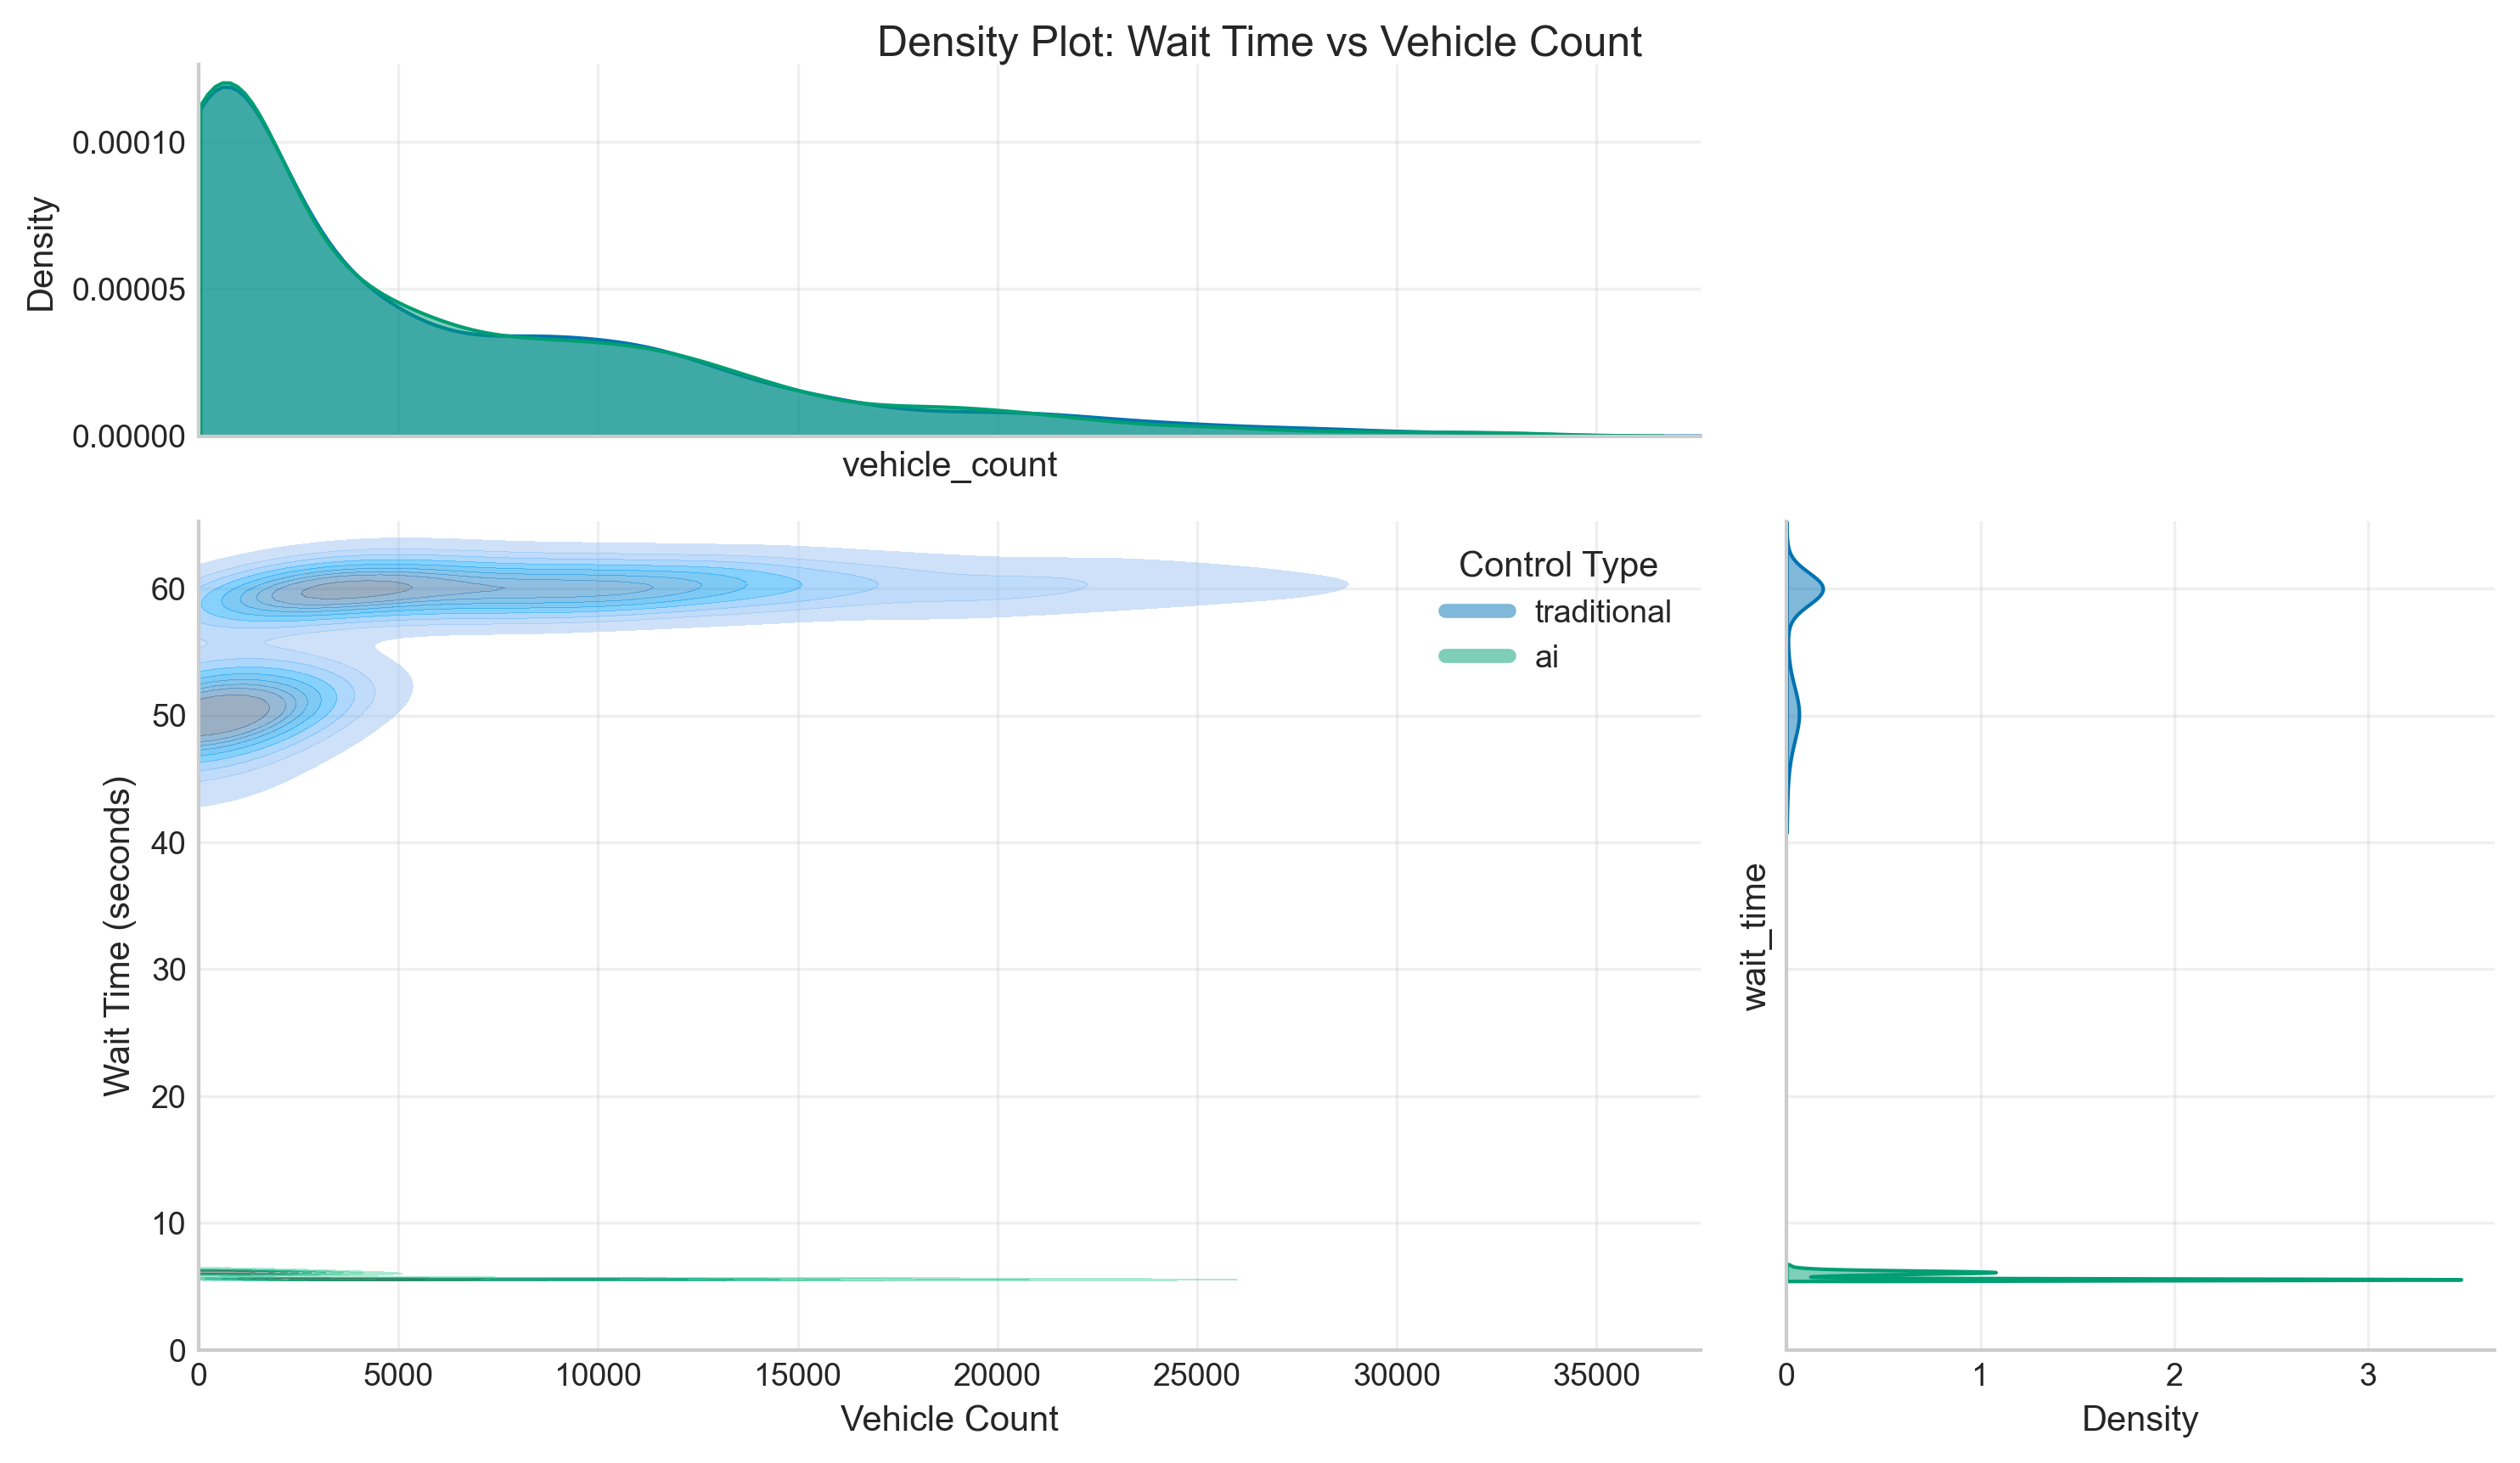 Density Plot: Wait Time vs Vehicle Count
Density
0.00010
0.00005
0.00000
vehicle_count
Wait Time (seconds)
60
50
40
30
20
10
0
0 5000 10000 15000 20000 25000 30000 35000
Vehicle Count
Control Type
traditional
ai
wait_time
0 1 2 3
Density